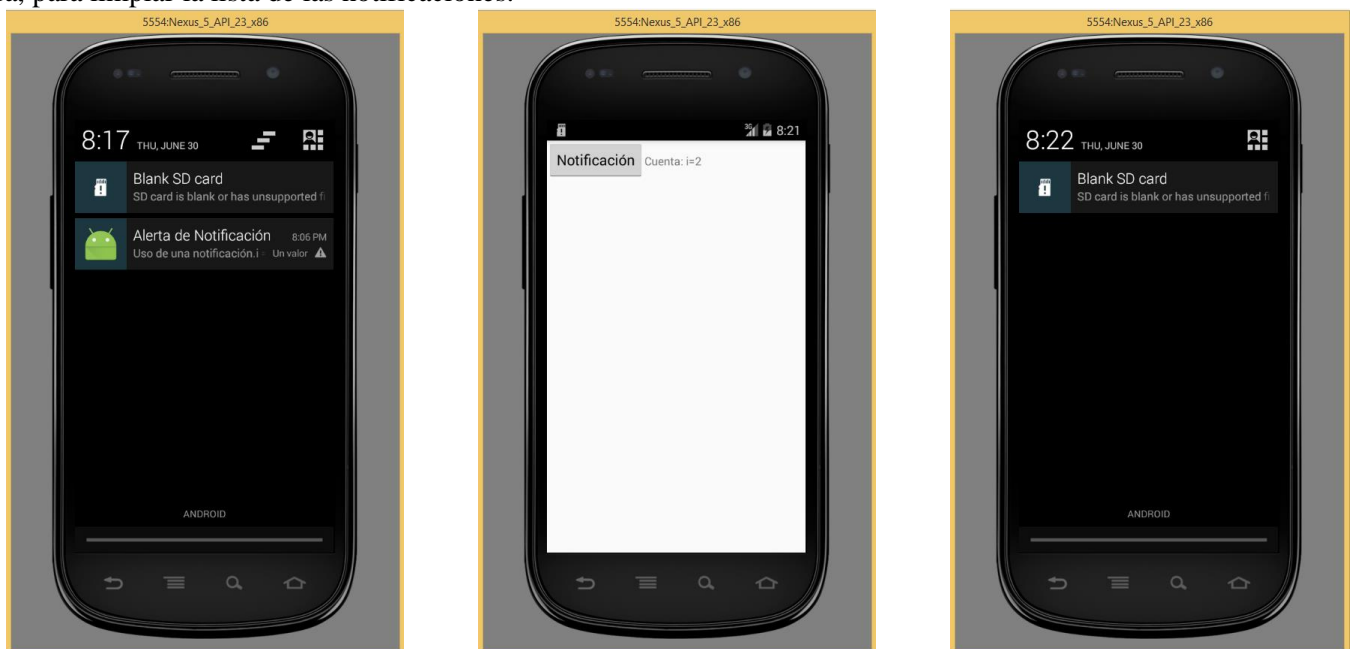 para limpiar la lista de las notificaciones.
5554:Nexus_5_API_23_x86
8:17 THU, JUNE 30
Blank SD card
SD card is blank or has unsupported fi
Alerta de Notificación 8:06 PM
Uso de una notificación.i Un valor
ANDROID
5554:Nexus_5_API_23_x86
3G 8:21
Notificación Cuenta: i=2
5554:Nexus_5_API_23_x86
8:22 THU, JUNE 30
Blank SD card
SD card is blank or has unsupported fi
ANDROID